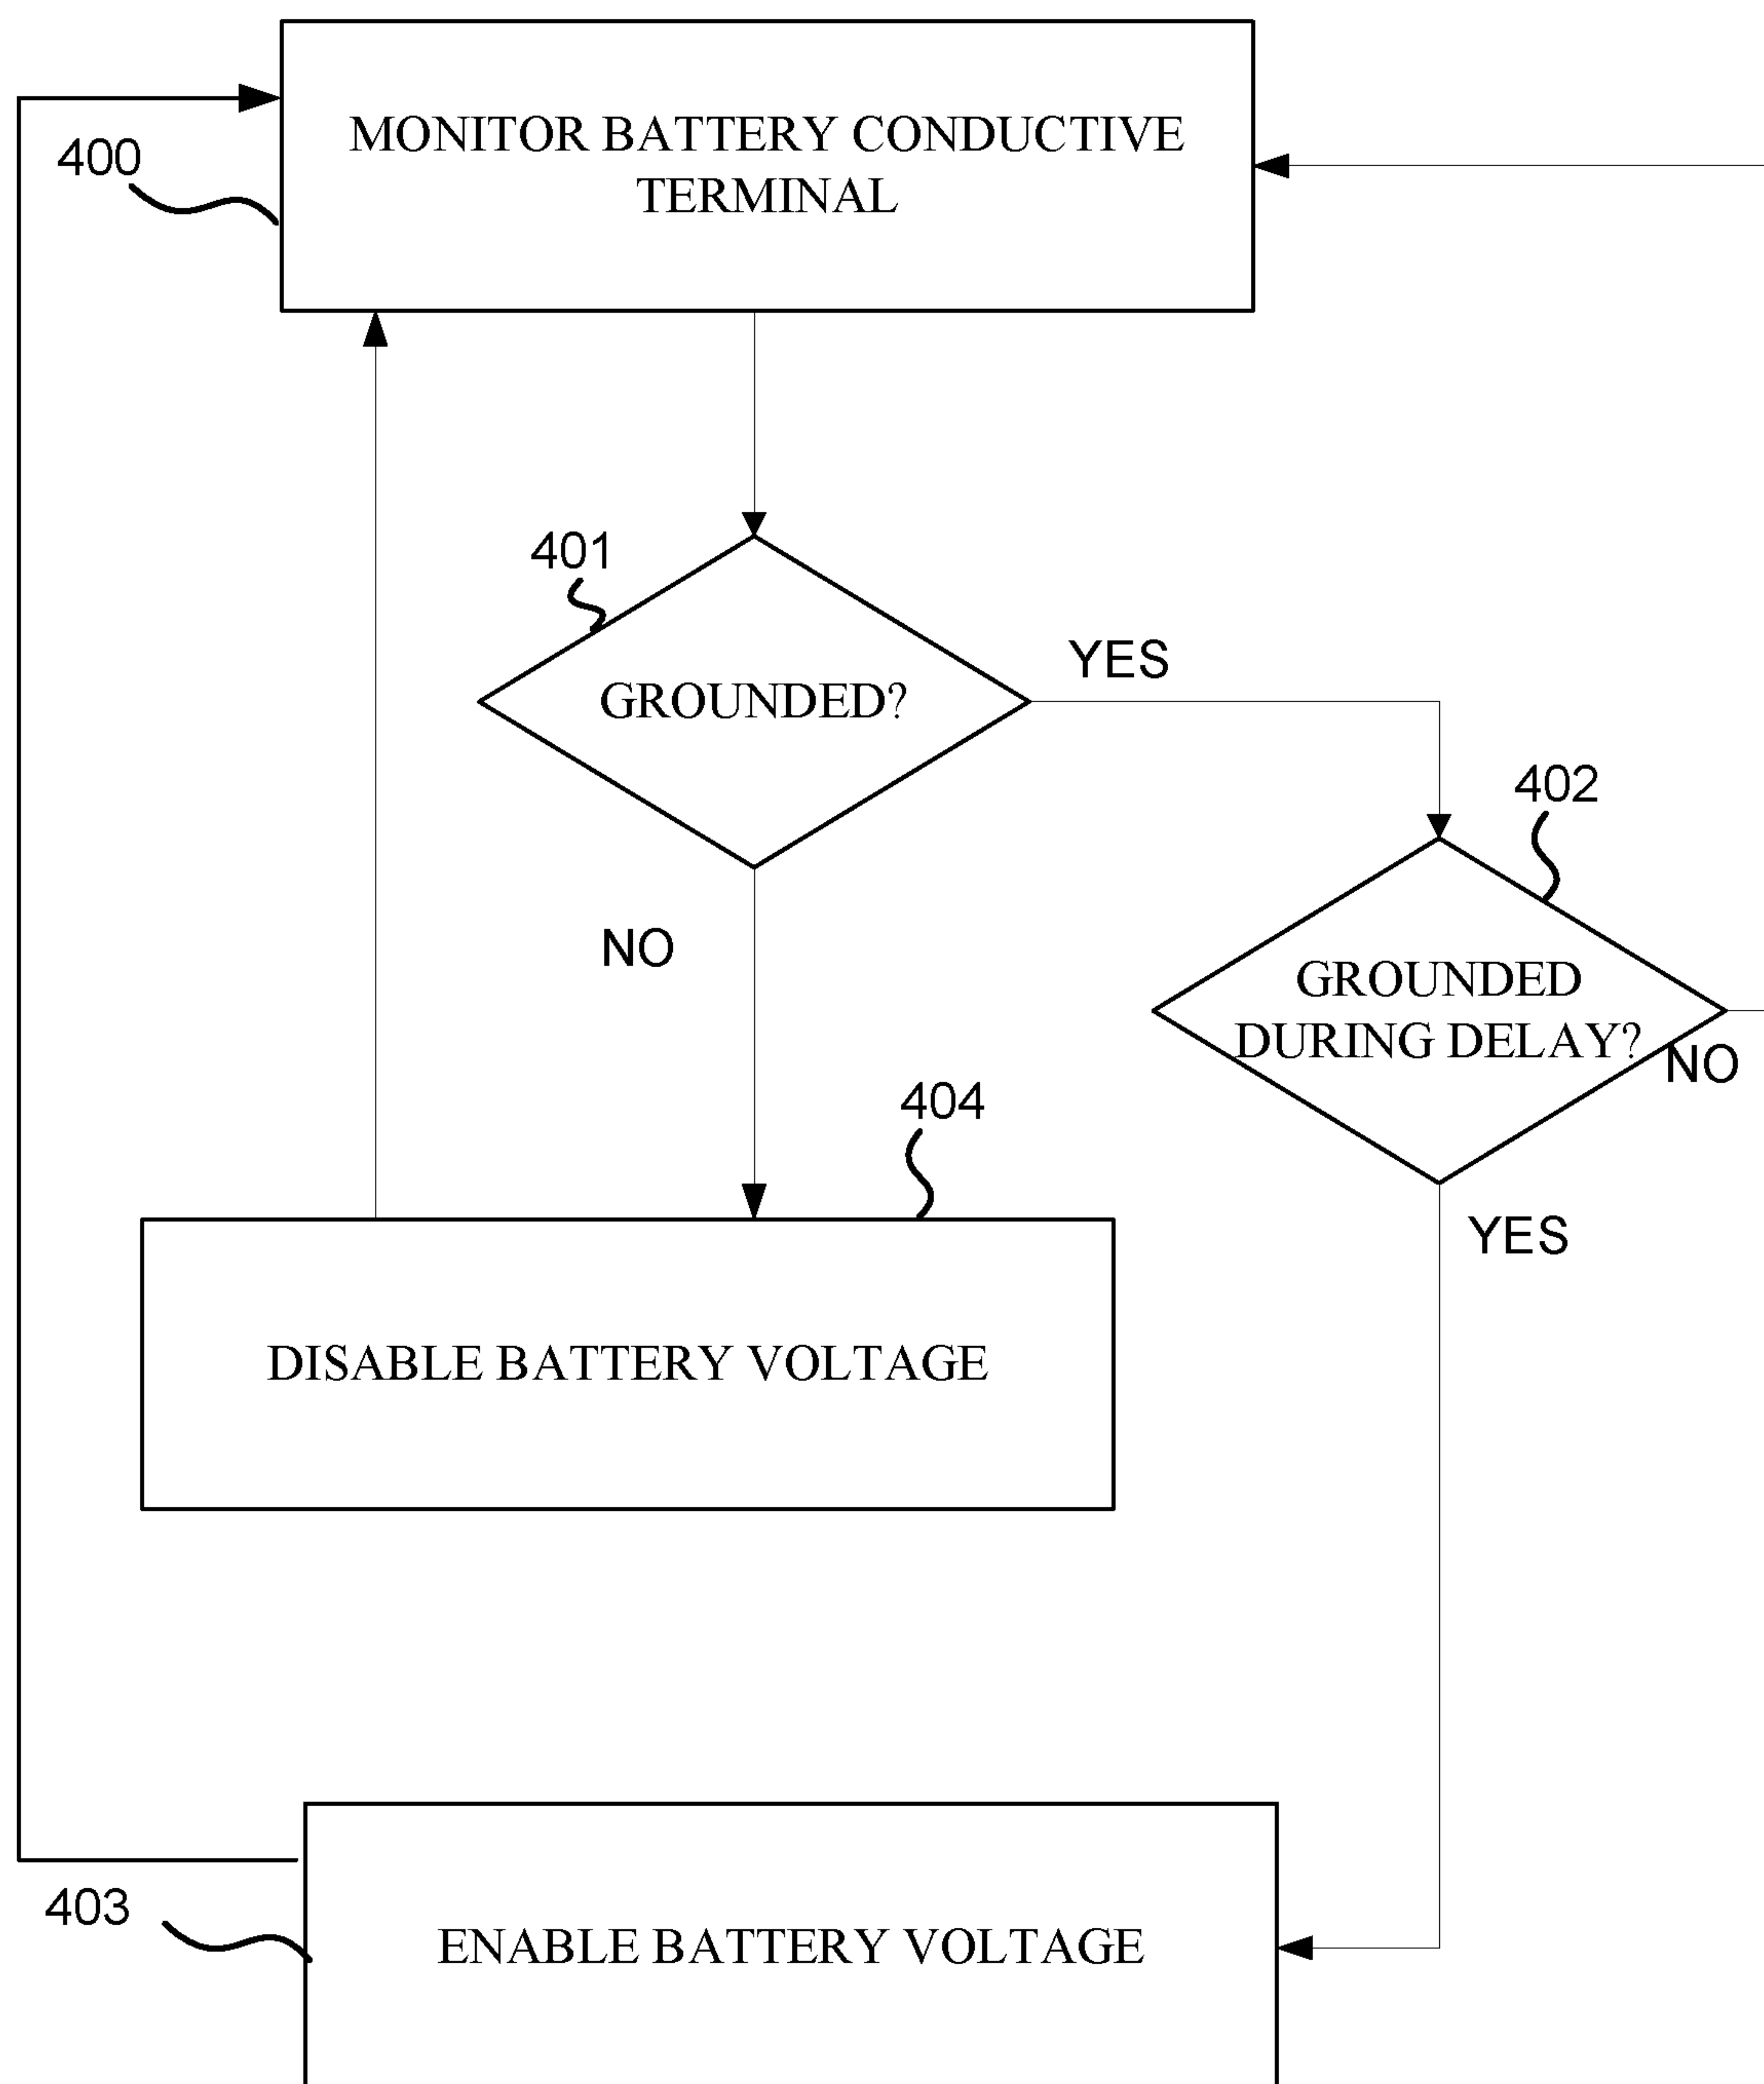 400
MONITOR BATTERY CONDUCTIVE
TERMINAL
401
GROUNDED?
YES
402
NO
GROUNDED
DURING DELAY?
NO
404
YES
DISABLE BATTERY VOLTAGE
403
ENABLE BATTERY VOLTAGE